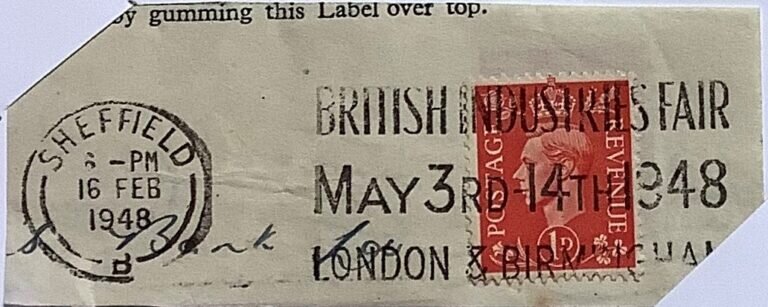 by gumming this Label over top.
SHEFFIELD
6 -PM
16 FEB
1948
B
BRITISH INDUSTRIES FAIR
MAY 3RD-14TH 1948
LONDON & BIRMINGHAM
POSTAGE
REVENUE
1D
Bank